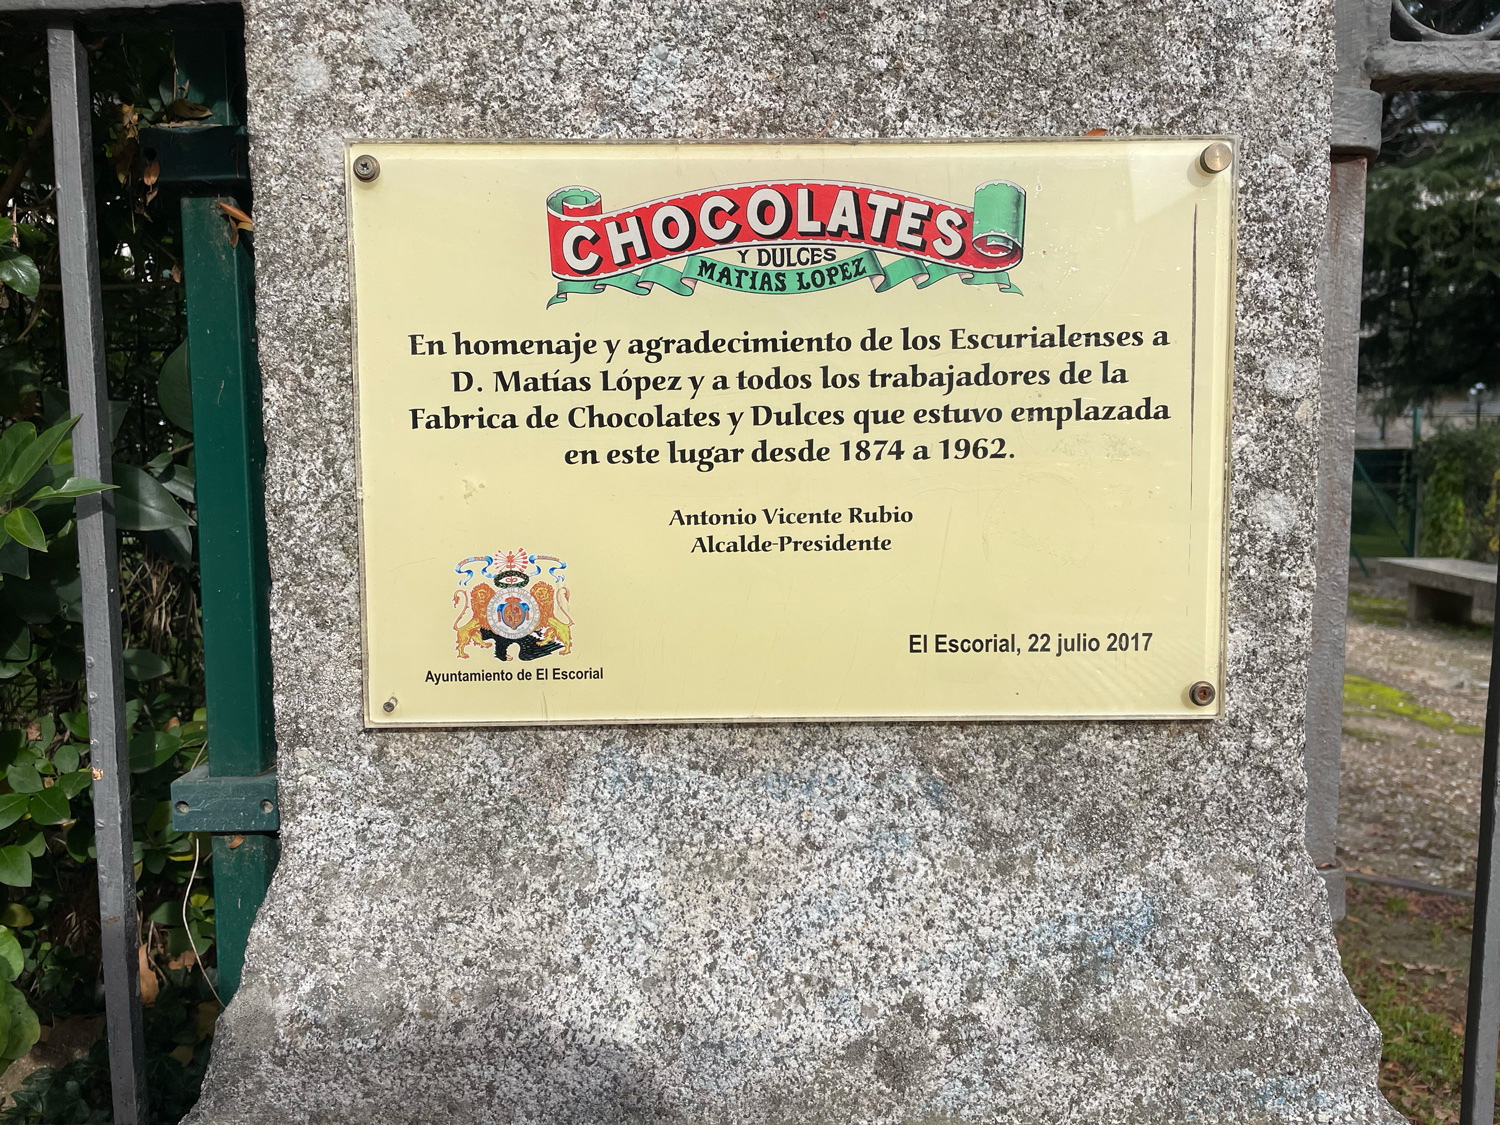 CHOCOLATES
Y DULCES
MATIAS LOPEZ
En homenaje y agradecimiento de los Escurialenses a
D. Matías López y a todos los trabajadores de la
Fabrica de Chocolates y Dulces que estuvo emplazada
en este lugar desde 1874 a 1962.
Antonio Vicente Rubio
Alcalde-Presidente
El Escorial, 22 julio 2017
Ayuntamiento de El Escorial